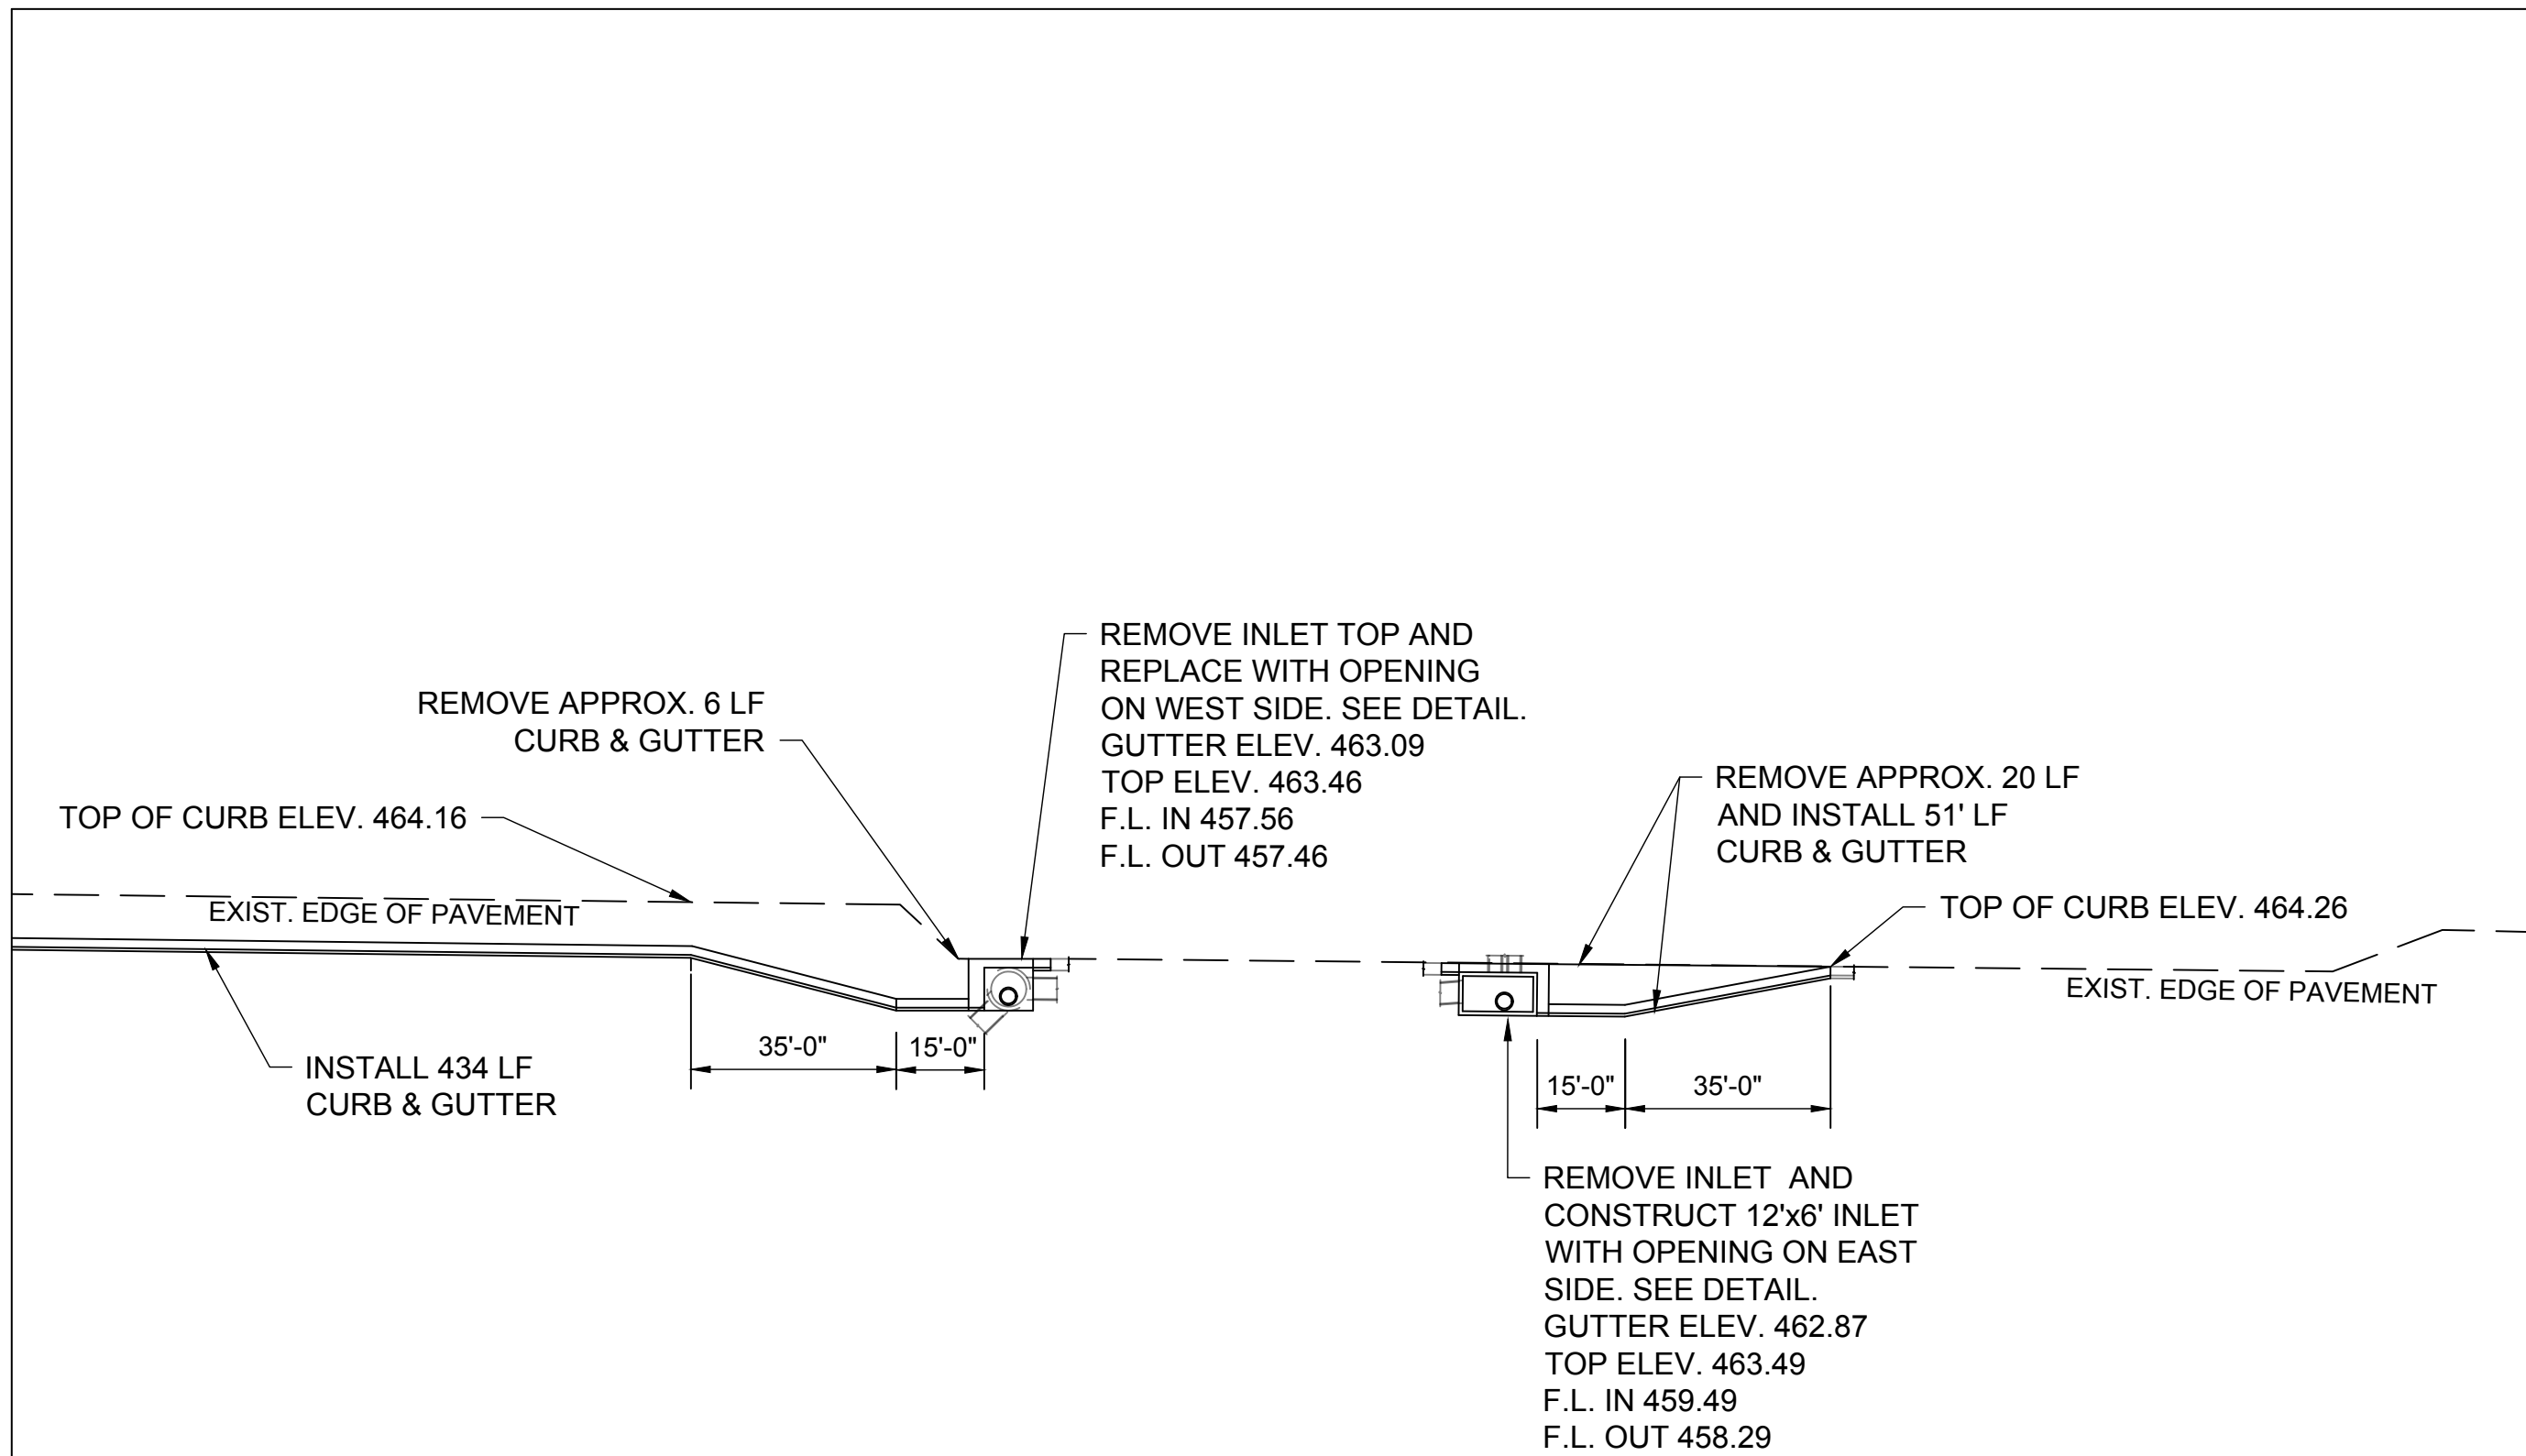 REMOVE INLET TOP AND
REPLACE WITH OPENING
ON WEST SIDE. SEE DETAIL.
GUTTER ELEV. 463.09
TOP ELEV. 463.46
F.L. IN 457.56
F.L. OUT 457.46
REMOVE APPROX. 6 LF
CURB & GUTTER
TOP OF CURB ELEV. 464.16
EXIST. EDGE OF PAVEMENT
REMOVE APPROX. 20 LF
AND INSTALL 51' LF
CURB & GUTTER
TOP OF CURB ELEV. 464.26
EXIST. EDGE OF PAVEMENT
INSTALL 434 LF
CURB & GUTTER
35'-0"
15'-0"
15'-0"
35'-0"
REMOVE INLET  AND
CONSTRUCT 12'x6' INLET
WITH OPENING ON EAST
SIDE. SEE DETAIL.
GUTTER ELEV. 462.87
TOP ELEV. 463.49
F.L. IN 459.49
F.L. OUT 458.29